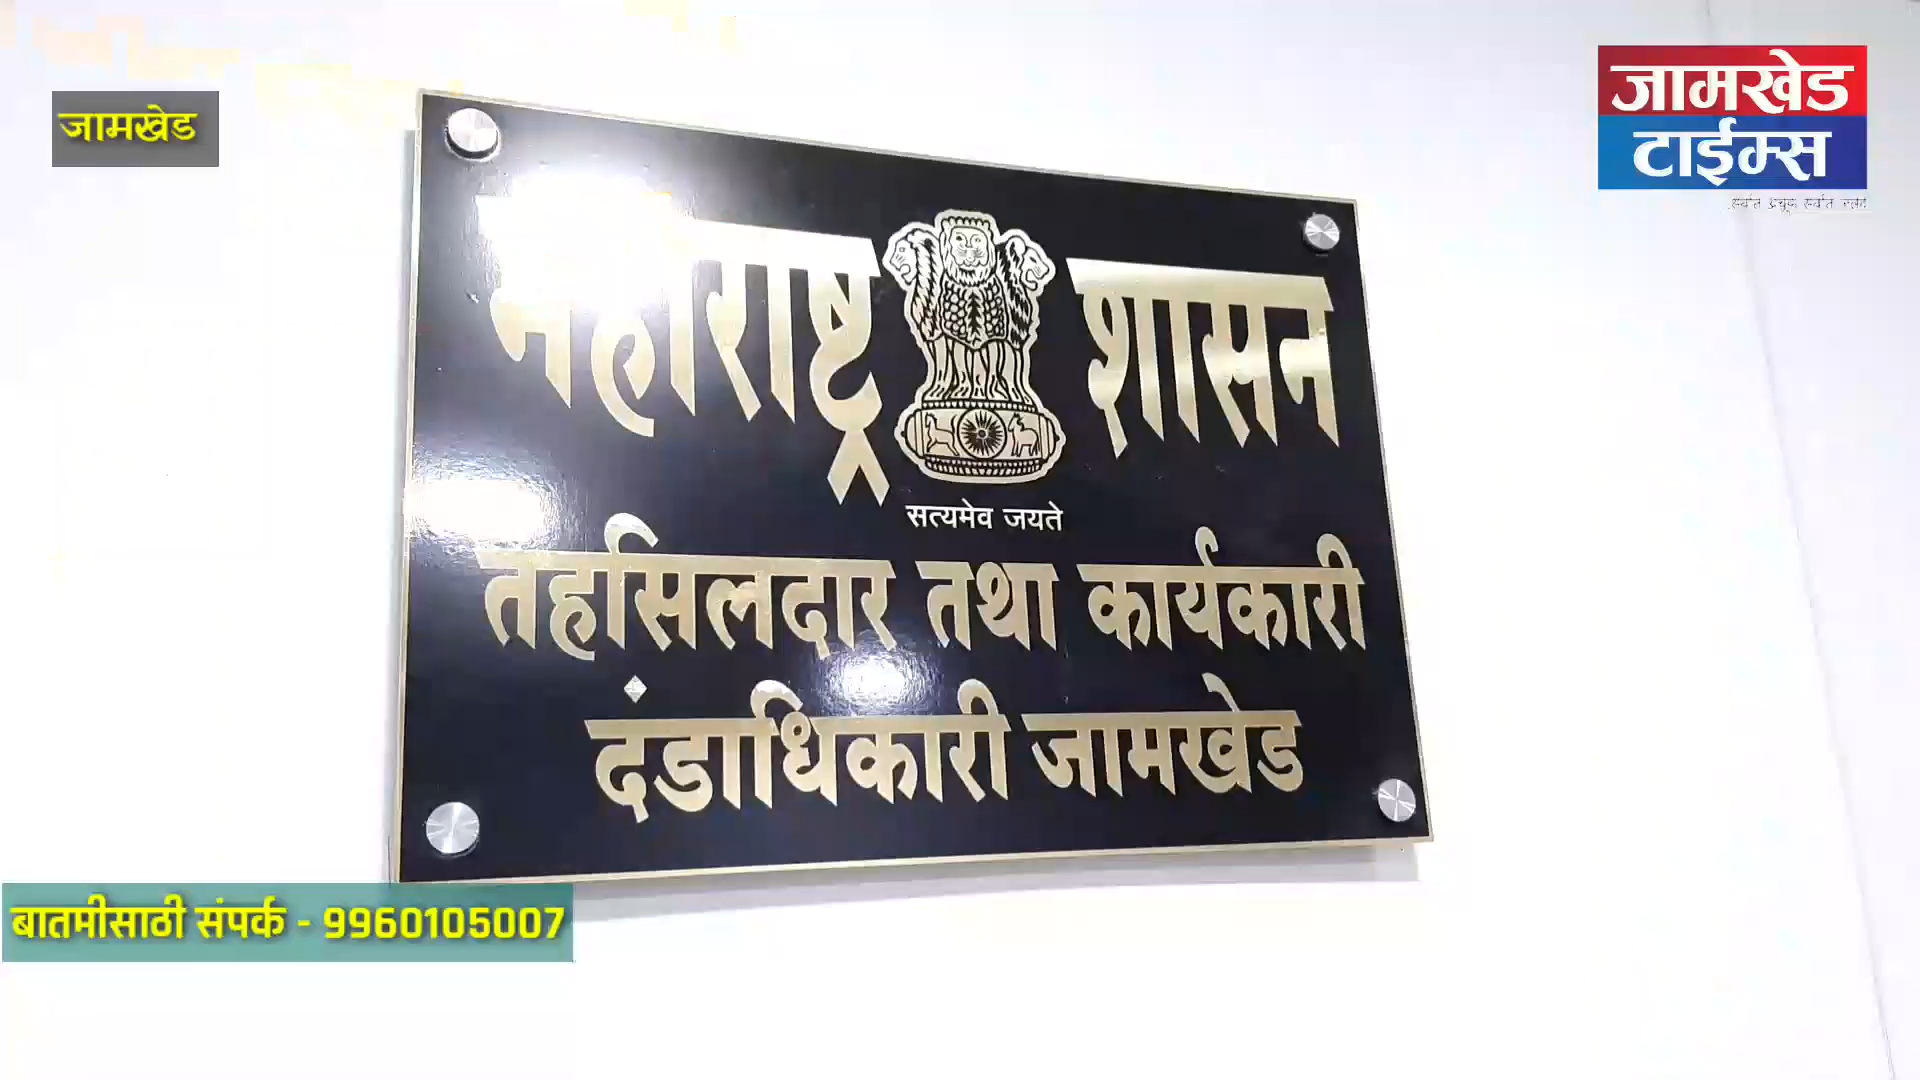 जामखेड
जामखेड
टाईम्स
महाराष्ट्र शासन
सत्यमेव जयते
तहसिलदार तथा कार्यकारी
दंडाधिकारी जामखेड
बातमीसाठी संपर्क - 9960105007